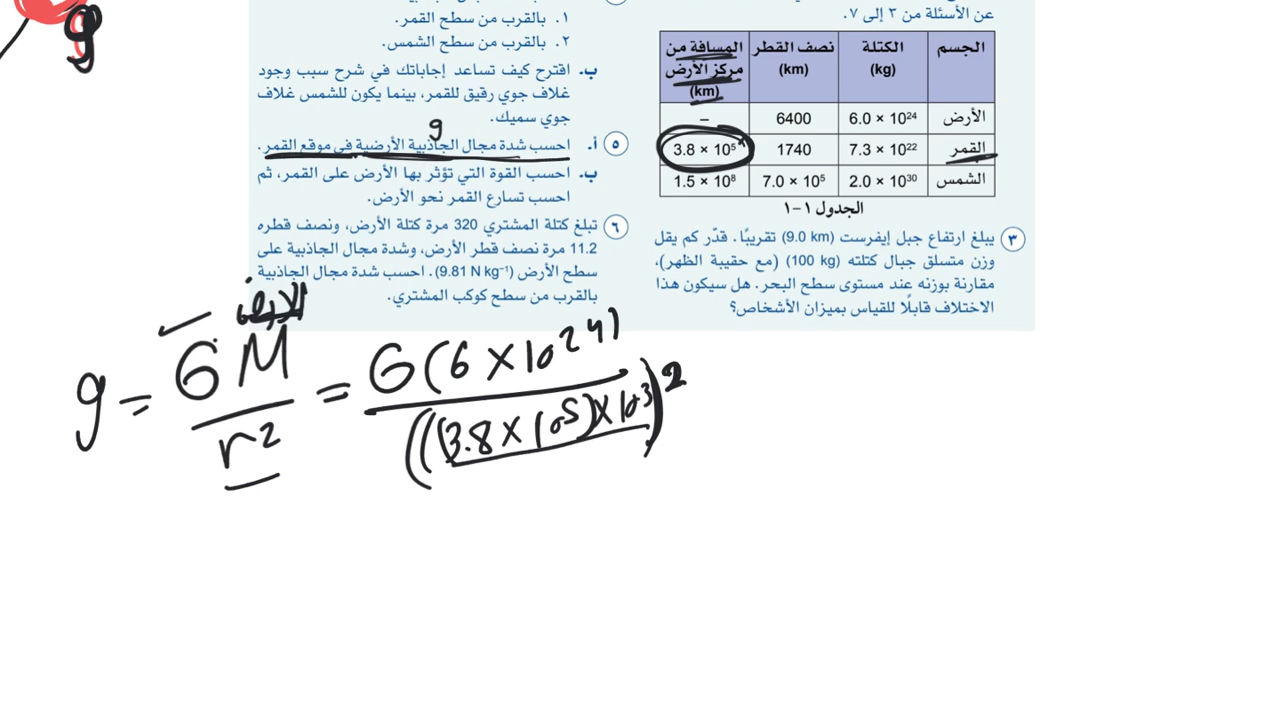 عن الأسئلة من ٣ إلى ٧.
الجسم الكتلة (kg) نصف القطر (km) المسافة من مركز الأرض (km)
الأرض 6.0 × 10²⁴ 6400 –
القمر 7.3 × 10²² 1740 3.8 × 10⁵
الشمس 2.0 × 10³⁰ 7.0 × 10⁵ 1.5 × 10⁸
الجدول ١-١
٣ يبلغ ارتفاع جبل إيفرست (9.0 km) تقريبًا. قدّر كم يقل
وزن متسلق جبال كتلته (100 kg) (مع حقيبة الظهر)،
مقارنة بوزنه عند مستوى سطح البحر. هل سيكون هذا
الاختلاف قابلًا للقياس بميزان الأشخاص؟
١. بالقرب من سطح القمر.
٢. بالقرب من سطح الشمس.
ب. اقترح كيف تساعد إجاباتك في شرح سبب وجود
غلاف جوي رقيق للقمر، بينما يكون للشمس غلاف
جوي سميك.
g
٥ أ. احسب شدة مجال الجاذبية الأرضية في موقع القمر.
ب. احسب القوة التي تؤثر بها الأرض على القمر، ثم
احسب تسارع القمر نحو الأرض.
٦ تبلغ كتلة المشتري 320 مرة كتلة الأرض، ونصف قطره
11.2 مرة نصف قطر الأرض، وشدة مجال الجاذبية على
سطح الأرض (9.81 N kg⁻¹). احسب شدة مجال الجاذبية
بالقرب من سطح كوكب المشتري.
g
الارض
g = G M / r² = G (6 × 10²⁴) / (((3.8 × 10⁵) × 10³)²